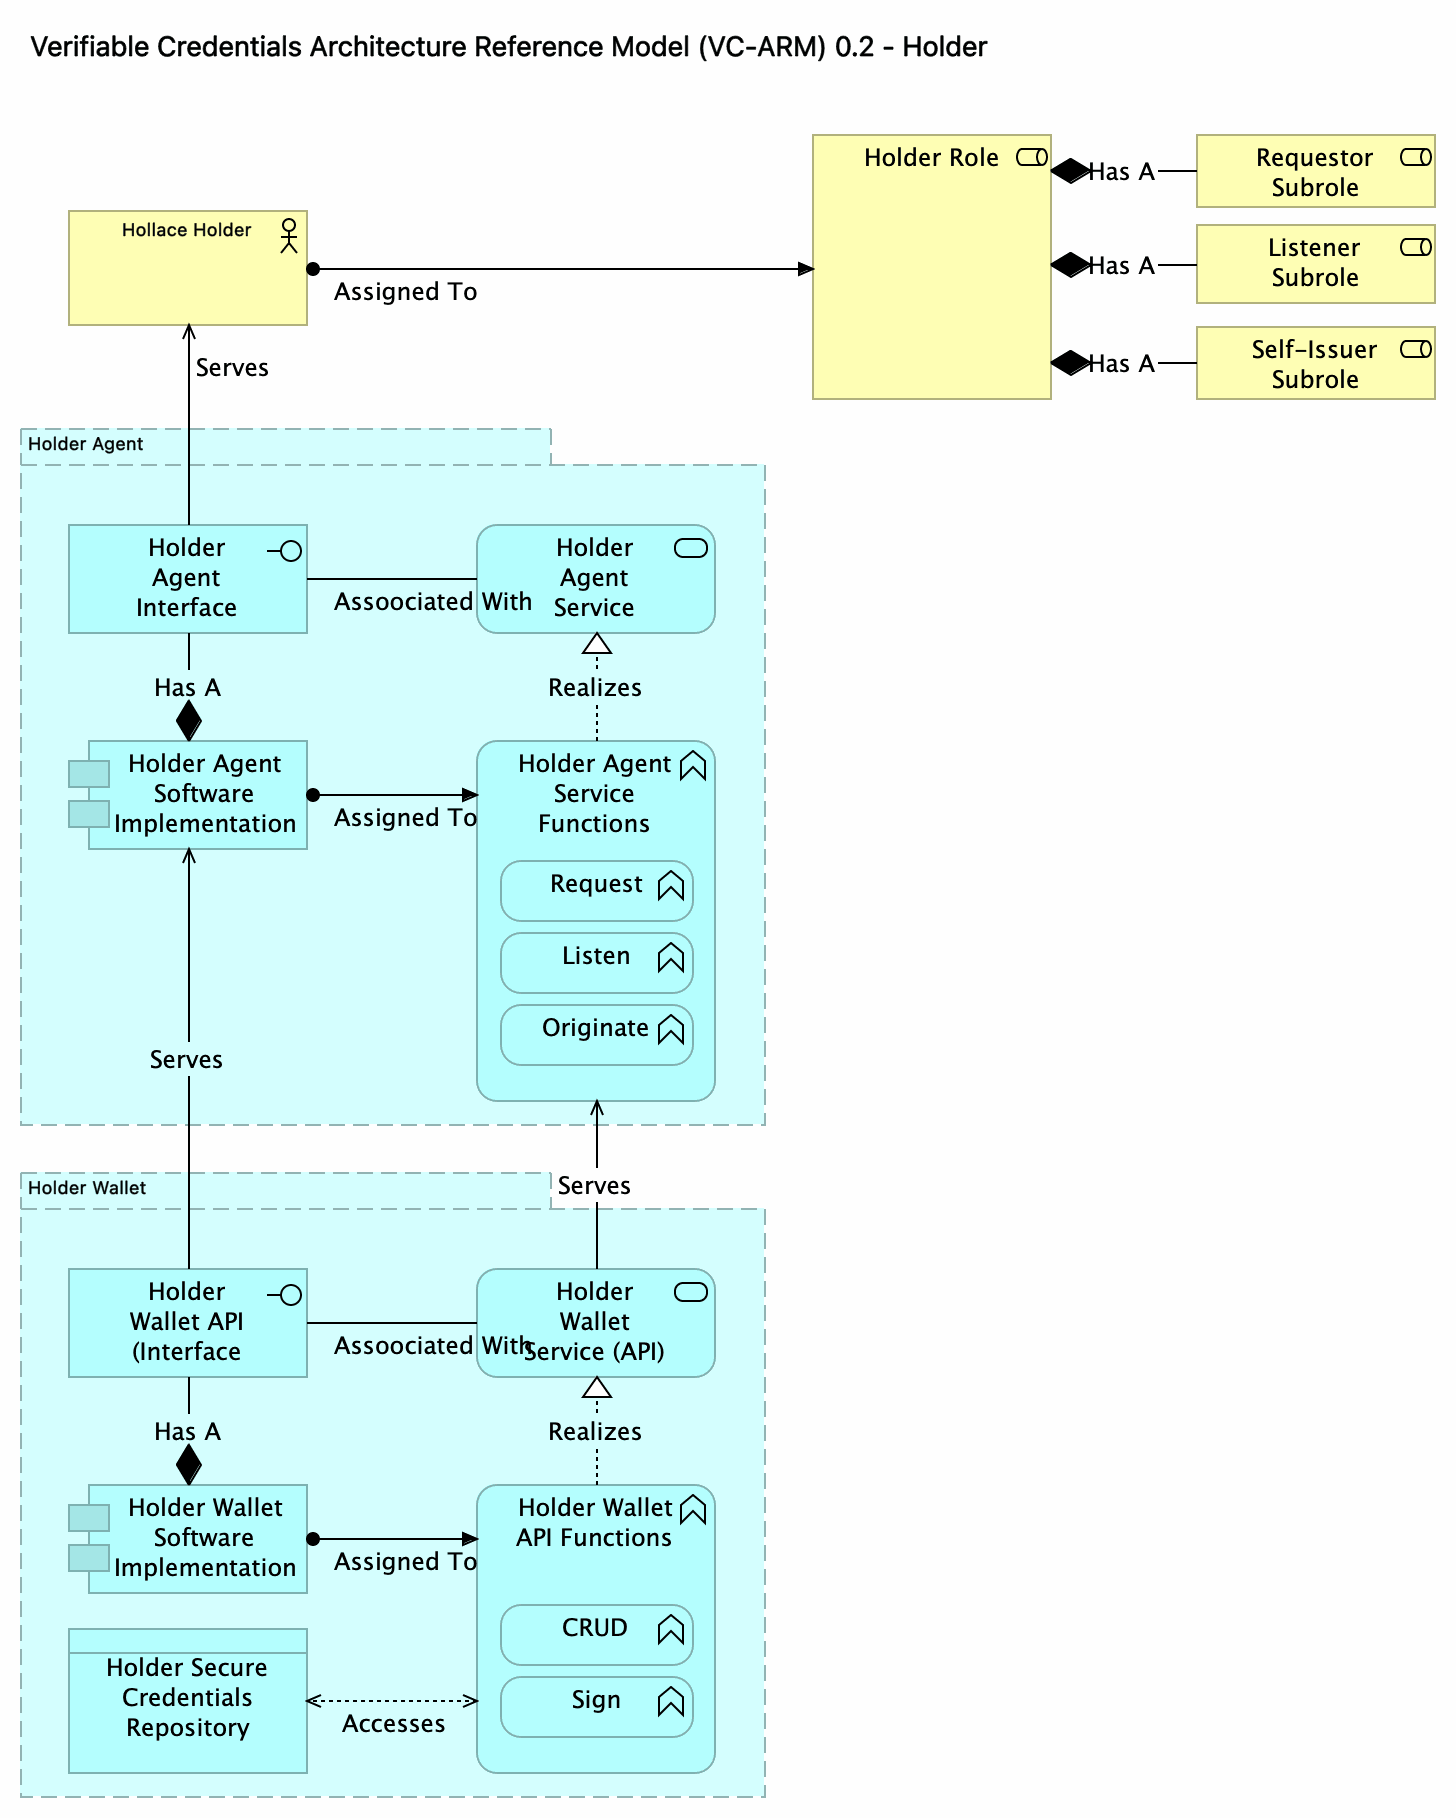 Verifiable Credentials Architecture Reference Model (VC-ARM) 0.2 - Holder
Holder Role
Has A
Requestor
Subrole
Hollace Holder
Assigned To
Has A
Listener
Subrole
Has A
Self-Issuer
Subrole
Serves
Holder Agent
Holder
Agent
Interface
Assoociated With
Holder
Agent
Service
Has A
Realizes
Holder Agent
Software
Implementation
Assigned To
Holder Agent
Service
Functions
Request
Listen
Originate
Serves
Serves
Holder Wallet
Holder
Wallet API
(Interface
Assoociated With
Holder
Wallet
Service (API)
Has A
Realizes
Holder Wallet
Software
Implementation
Assigned To
Holder Wallet
API Functions
CRUD
Sign
Holder Secure
Credentials
Repository
Accesses